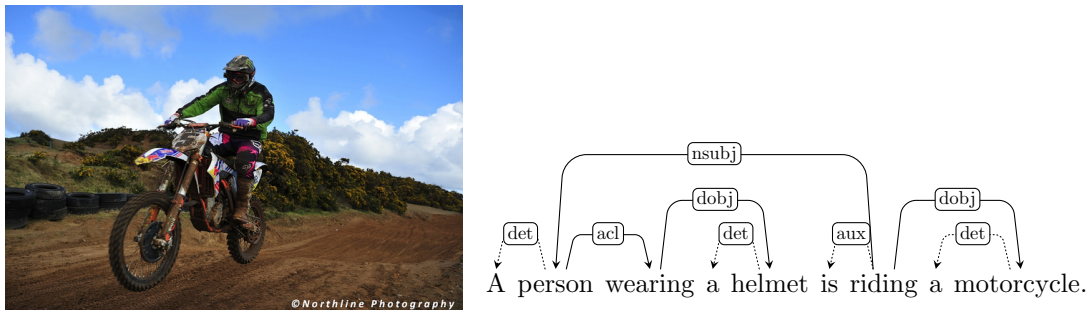 ©Northline Photography
nsubj
dobj dobj
det acl det aux det
A person wearing a helmet is riding a motorcycle.